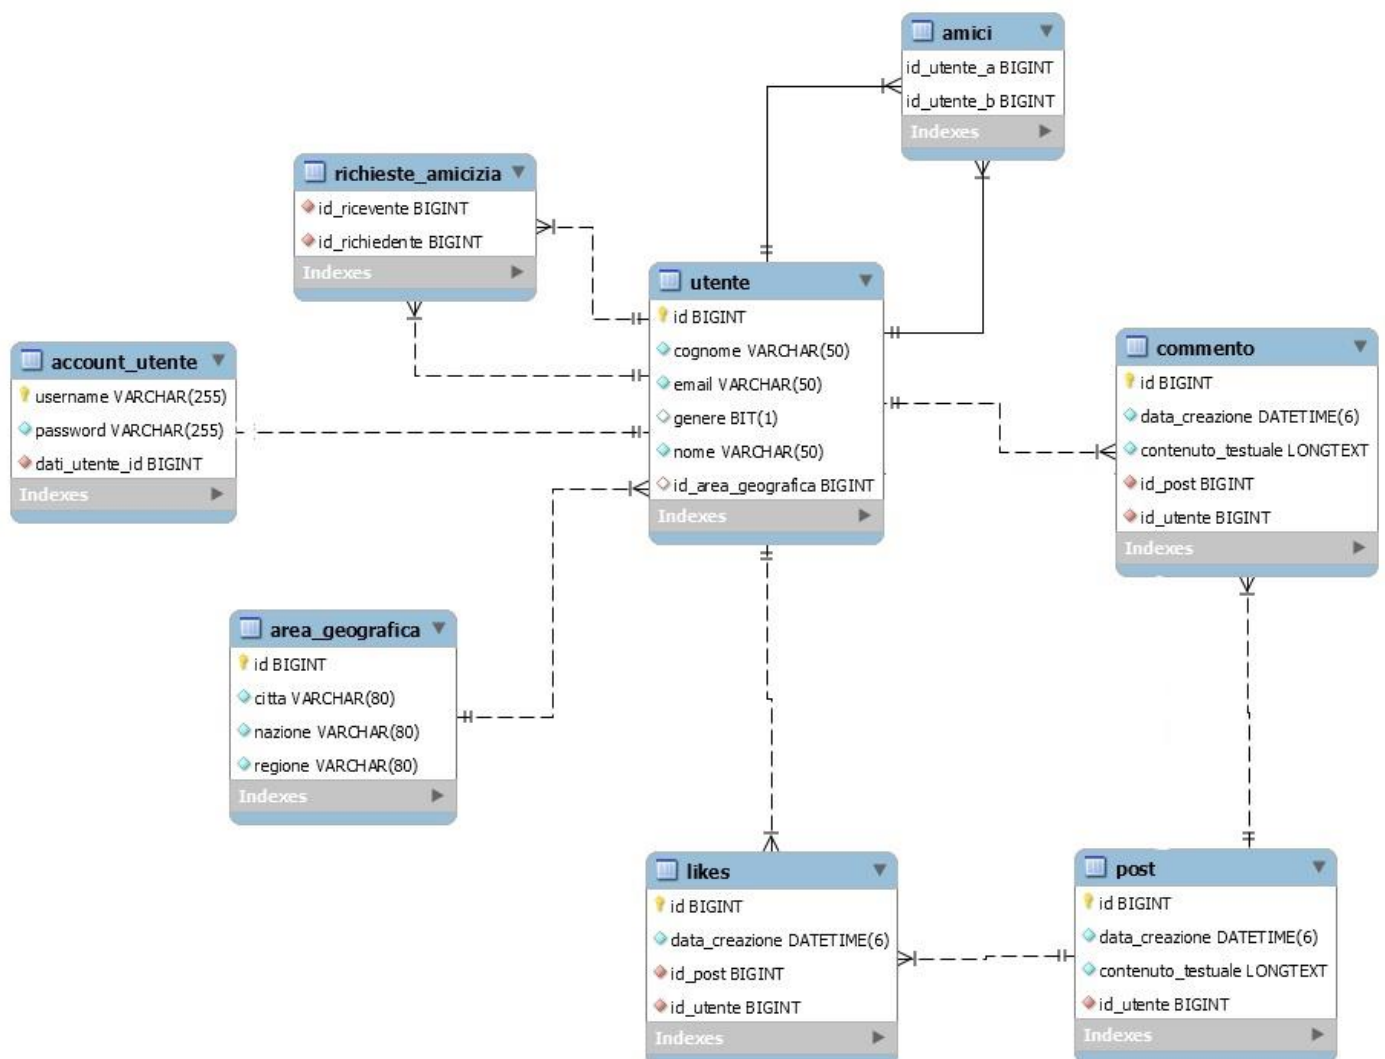 amici
id_utente_a BIGINT
id_utente_b BIGINT
Indexes
richieste_amicizia
id_ricevente BIGINT
id_richiedente BIGINT
Indexes
utente
id BIGINT
cognome VARCHAR(50)
email VARCHAR(50)
genere BIT(1)
nome VARCHAR(50)
id_area_geografica BIGINT
Indexes
account_utente
username VARCHAR(255)
password VARCHAR(255)
dati_utente_id BIGINT
Indexes
commento
id BIGINT
data_creazione DATETIME(6)
contenuto_testuale LONGTEXT
id_post BIGINT
id_utente BIGINT
Indexes
area_geografica
id BIGINT
citta VARCHAR(80)
nazione VARCHAR(80)
regione VARCHAR(80)
Indexes
likes
id BIGINT
data_creazione DATETIME(6)
id_post BIGINT
id_utente BIGINT
Indexes
post
id BIGINT
data_creazione DATETIME(6)
contenuto_testuale LONGTEXT
id_utente BIGINT
Indexes